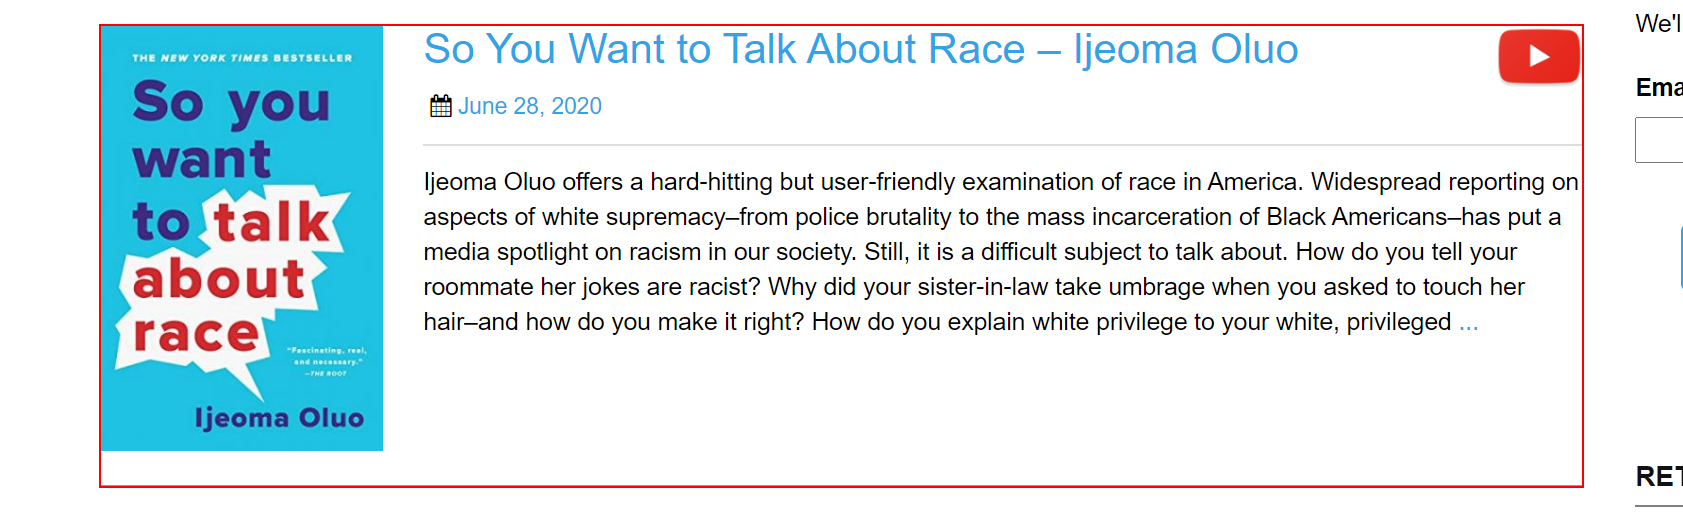 THE NEW YORK TIMES BESTSELLER
So you
want
to talk
about
race
"Fascinating, real,
and necessary."
—THE ROOT
Ijeoma Oluo
So You Want to Talk About Race – Ijeoma Oluo
June 28, 2020
Ijeoma Oluo offers a hard-hitting but user-friendly examination of race in America. Widespread reporting on
aspects of white supremacy–from police brutality to the mass incarceration of Black Americans–has put a
media spotlight on racism in our society. Still, it is a difficult subject to talk about. How do you tell your
roommate her jokes are racist? Why did your sister-in-law take umbrage when you asked to touch her
hair–and how do you make it right? How do you explain white privilege to your white, privileged ...
We'l
Ema
RET